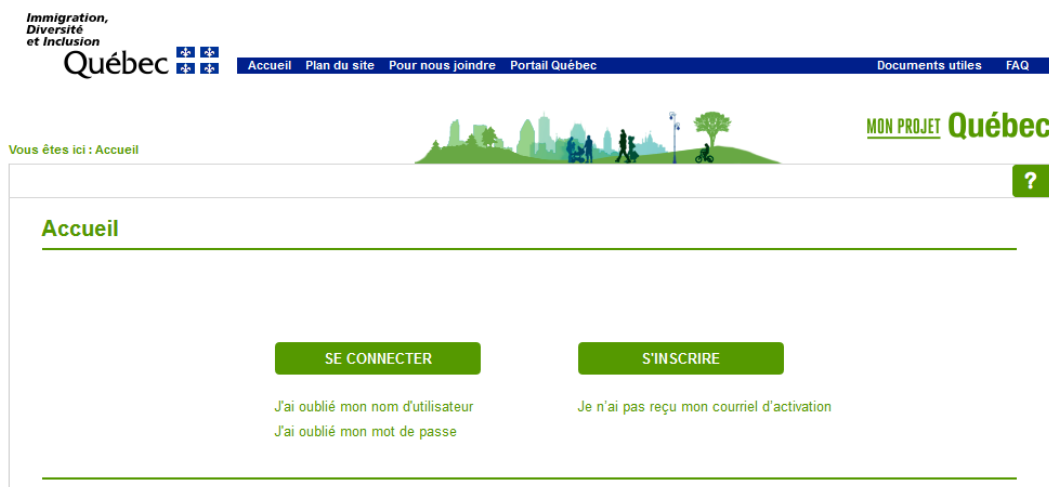 Immigration,
Diversité
et Inclusion
Québec
Accueil Plan du site Pour nous joindre Portail Québec Documents utiles FAQ
MON PROJET Québec
Vous êtes ici : Accueil
?
Accueil
SE CONNECTER S'INSCRIRE
J'ai oublié mon nom d'utilisateur Je n'ai pas reçu mon courriel d'activation
J'ai oublié mon mot de passe